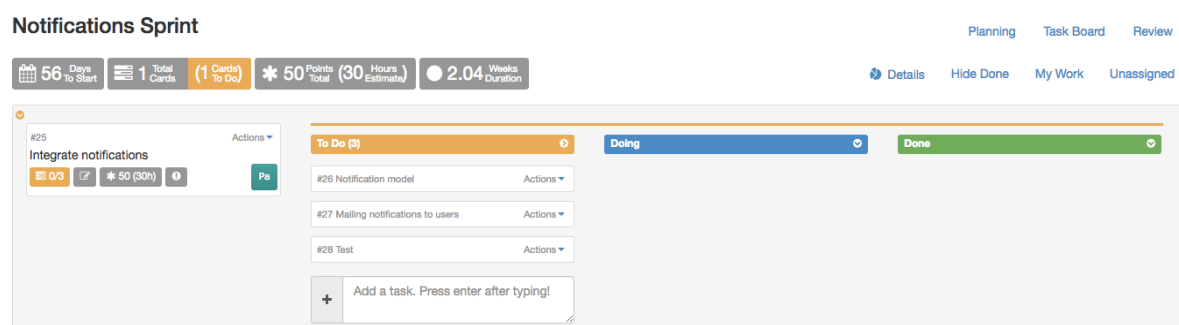 Notifications Sprint
Planning Task Board Review
56 Days To Start 1 Total Cards (1 Cards To Do) 50 Points Total (30 Hours Estimate) 2.04 Weeks Duration
Details Hide Done My Work Unassigned
#25 Actions
Integrate notifications
0/3 50 (30h) Pa
To Do (3) Doing Done
#26 Notification model Actions
#27 Mailing notifications to users Actions
#28 Test Actions
+ Add a task. Press enter after typing!